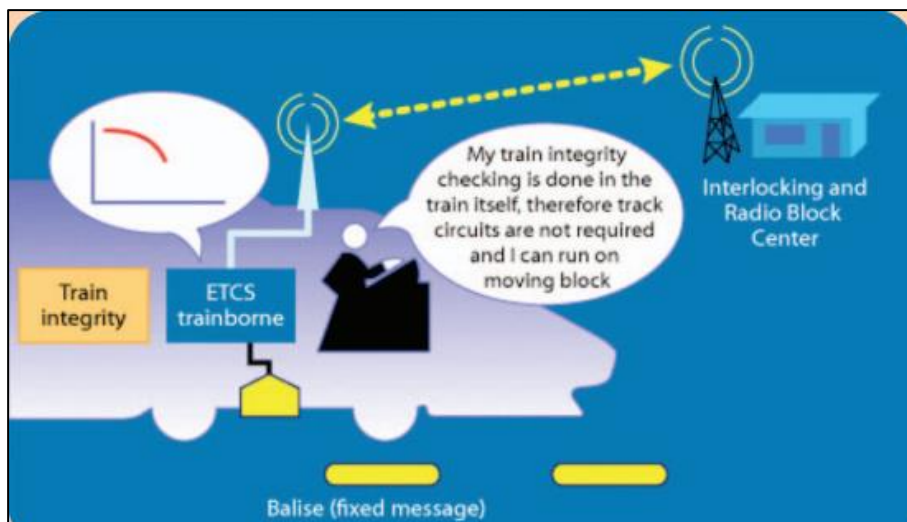 My train integrity
checking is done in the
train itself, therefore track
circuits are not required
and I can run on
moving block
Interlocking and
Radio Block
Center
Train
integrity
ETCS
trainborne
Balise (fixed message)